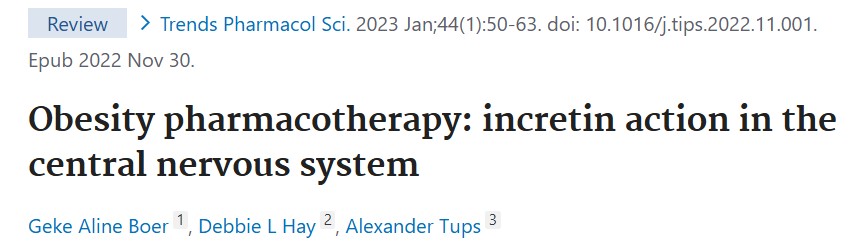 Review > Trends Pharmacol Sci. 2023 Jan;44(1):50-63. doi: 10.1016/j.tips.2022.11.001.
Epub 2022 Nov 30.
Obesity pharmacotherapy: incretin action in the
central nervous system
Geke Aline Boer 1, Debbie L Hay 2, Alexander Tups 3